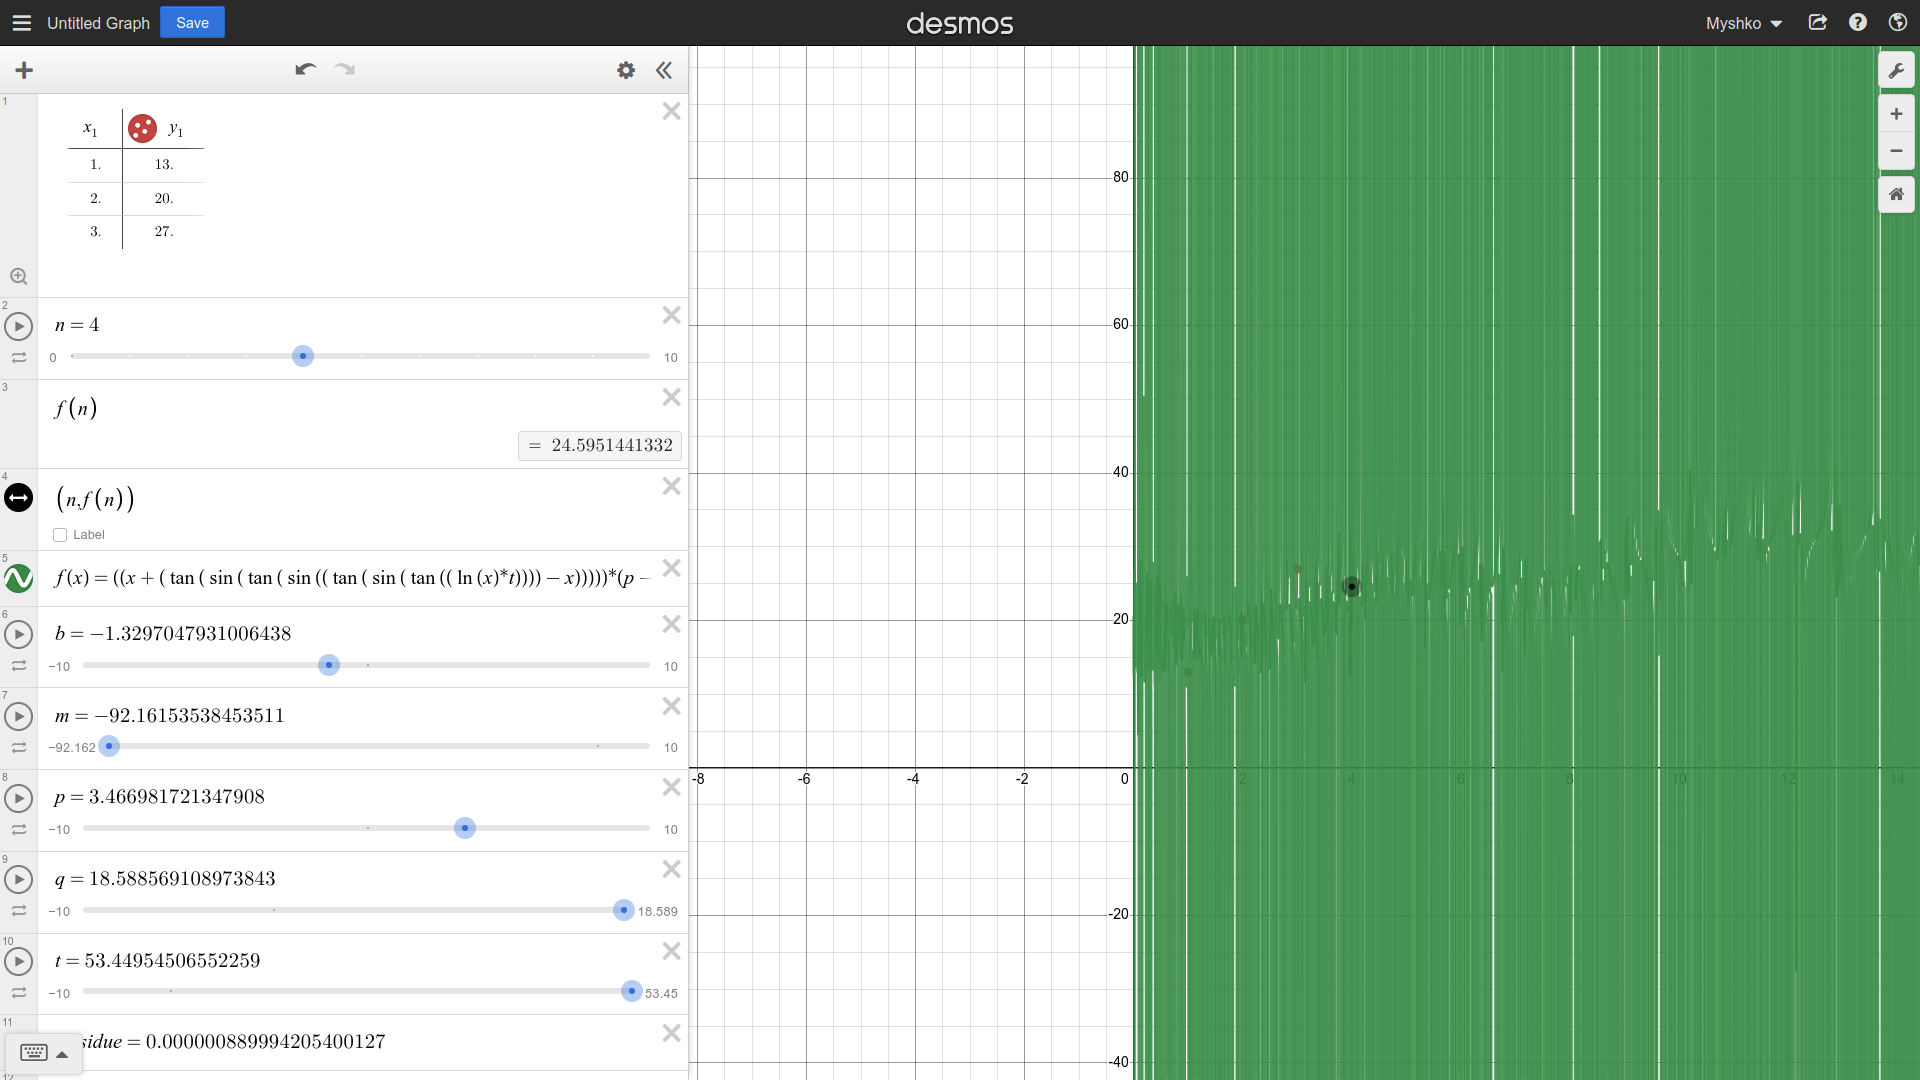 Untitled Graph Save desmos Myshko
1
x₁ y₁
1. 13.
2. 20.
3. 27.
2
n = 4
0 10
3
f(n)
= 24.5951441332
4
(n,f(n))
Label
5
f(x) = ((x + ( tan ( sin ( tan ( sin (( tan ( sin ( tan (( ln (x)*t)))) − x)))))*(p −
6
b = −1.3297047931006438
−10 10
7
m = −92.16153538453511
−92.162 10
8
p = 3.466981721347908
−10 10
9
q = 18.588569108973843
−10 18.589
10
t = 53.44954506552259
−10 53.45
11
sidue = 0.000000889994205400127
12
80
60
40
20
-8 -6 -4 -2 0 2 4 6 8 10 12 14
-20
-40